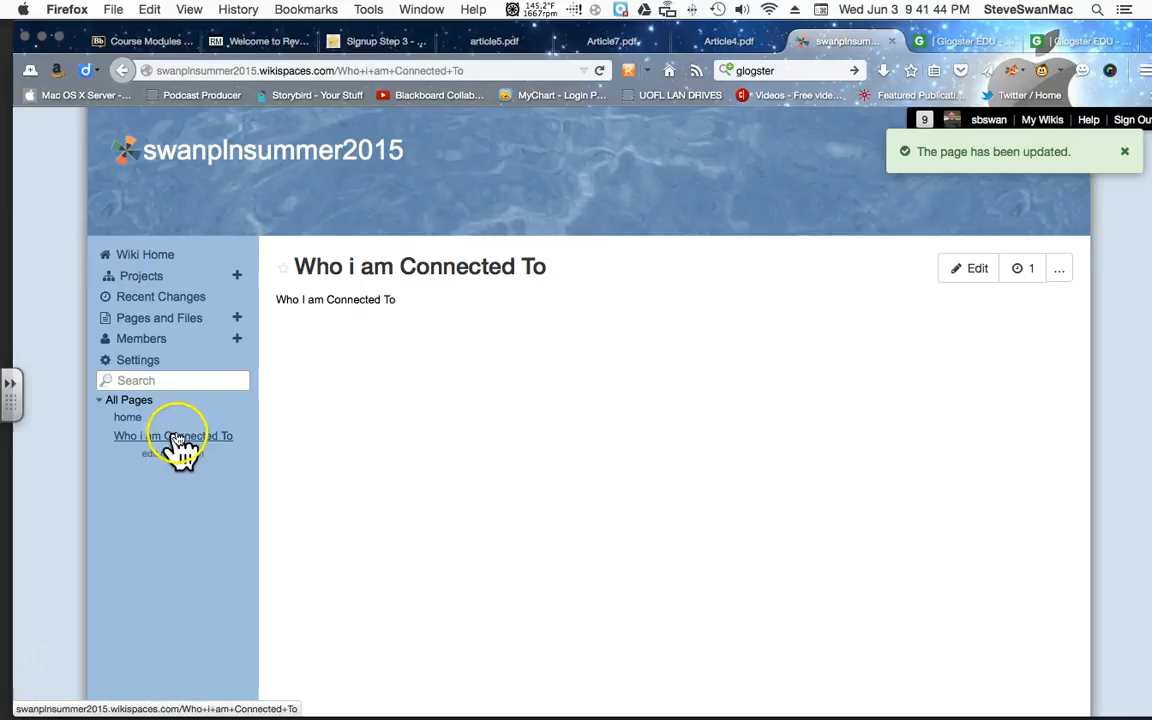 Firefox File Edit View History Bookmarks Tools Window Help 145.2°F 1667rpm Wed Jun 3 9:41:44 PM SteveSwanMac
Course Modules ... Welcome to Rev... Signup Step 3 - ... article5.pdf Article7.pdf Article4.pdf swanplnsum... Glogster EDU - ... Glogster EDU - ...
swanplnsummer2015.wikispaces.com/Who+i+am+Connected+To glogster
Mac OS X Server -... Podcast Producer Storybird - Your Stuff Blackboard Collab... MyChart - Login P... UOFL LAN DRIVES Videos - Free vide... Featured Publicati... Twitter / Home
9 sbswan My Wikis Help Sign Ou
swanplnsummer2015
The page has been updated.
Wiki Home
Projects
Recent Changes
Pages and Files
Members
Settings
Search
All Pages
home
Who i am Connected To
Who i am Connected To
Edit 1 ...
Who I am Connected To
swanplnsummer2015.wikispaces.com/Who+i+am+Connected+To